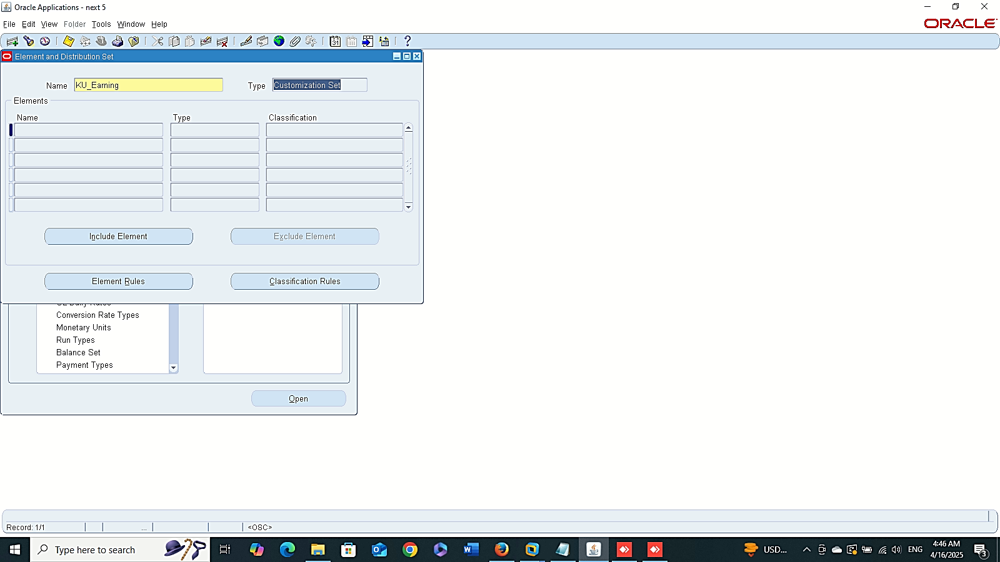 Oracle Applications - next 5
File Edit View Folder Tools Window Help
ORACLE
Element and Distribution Set
Name KU_Earning Type Customization Set
Elements
Name Type Classification
Include Element Exclude Element
Element Rules Classification Rules
Conversion Rate Types
Monetary Units
Run Types
Balance Set
Payment Types
Open
Record: 1/1 ... <OSC>
Type here to search USD... ENG 4:46 AM
4/16/2025 3